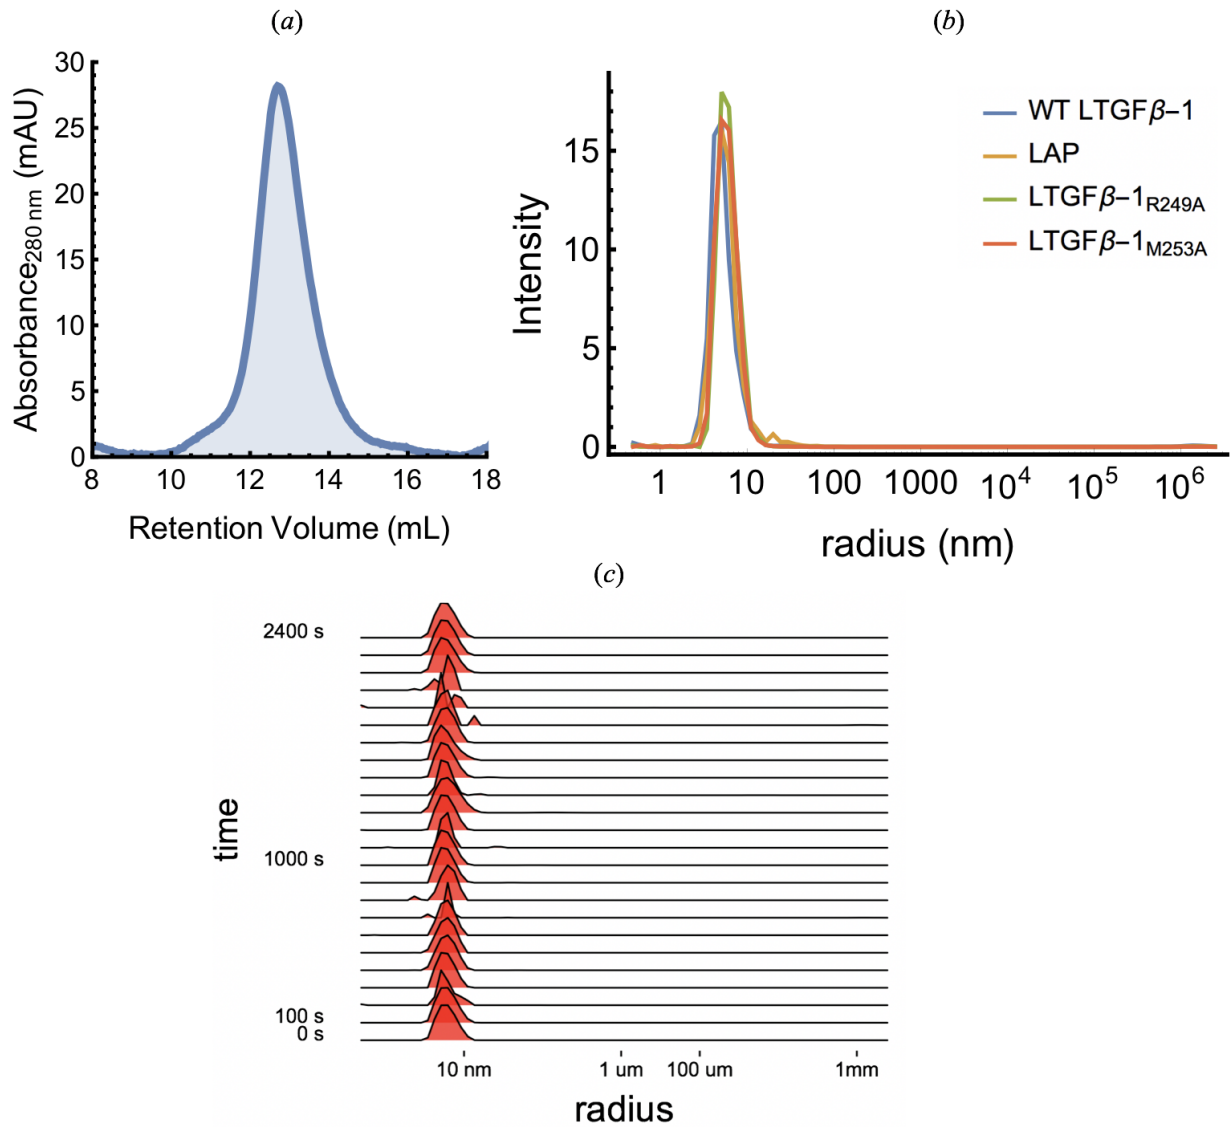 (a)
30
25
20
15
10
5
0
8 10 12 14 16 18
Absorbance280 nm (mAU)
Retention Volume (mL)
(b)
WT LTGFβ–1
LAP
LTGFβ–1R249A
LTGFβ–1M253A
15
10
5
0
1 10 100 1000 10^4 10^5 10^6
Intensity
radius (nm)
(c)
2400 s
1000 s
100 s
0 s
time
10 nm 1 um 100 um 1mm
radius